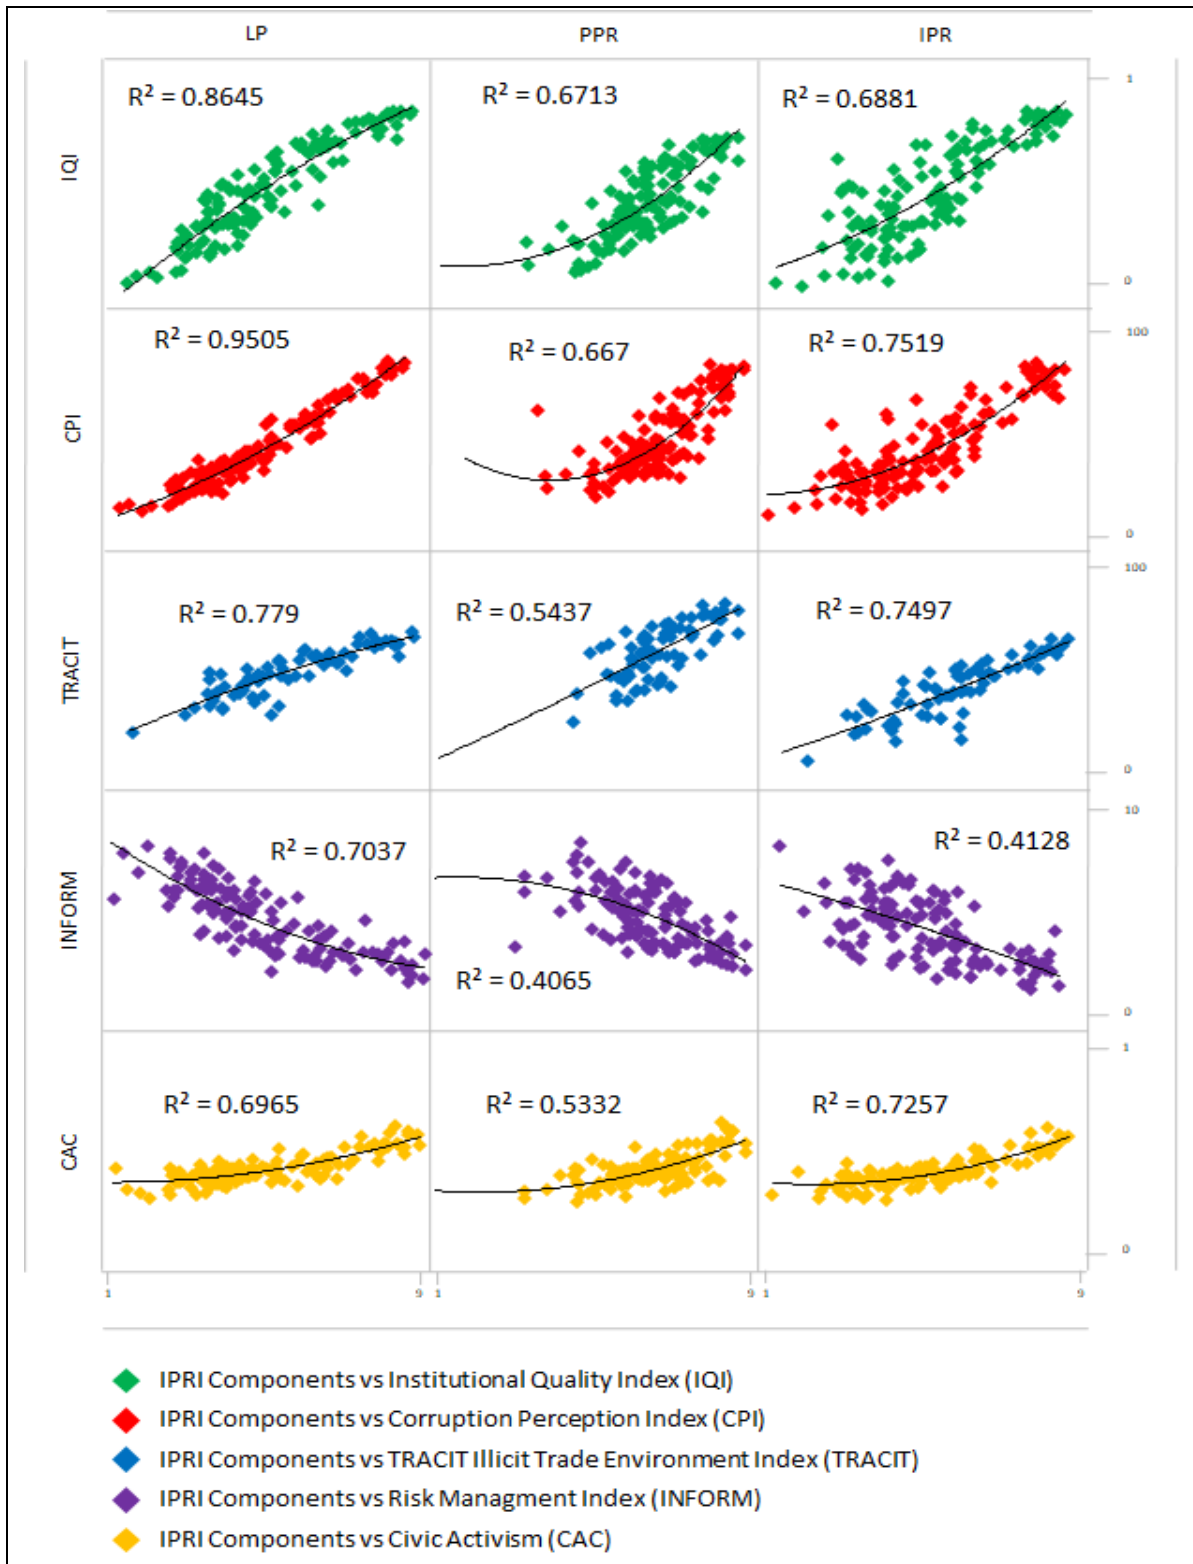 LP PPR IPR
IQI
R² = 0.8645 R² = 0.6713 R² = 0.6881
1
0
CPI
R² = 0.9505 R² = 0.667 R² = 0.7519
100
0
TRACIT
R² = 0.779 R² = 0.5437 R² = 0.7497
100
0
INFORM
R² = 0.7037 R² = 0.4065 R² = 0.4128
10
0
CAC
R² = 0.6965 R² = 0.5332 R² = 0.7257
1
0
1 9 1 9 1 9
IPRI Components vs Institutional Quality Index (IQI)
IPRI Components vs Corruption Perception Index (CPI)
IPRI Components vs TRACIT Illicit Trade Environment Index (TRACIT)
IPRI Components vs Risk Managment Index (INFORM)
IPRI Components vs Civic Activism (CAC)